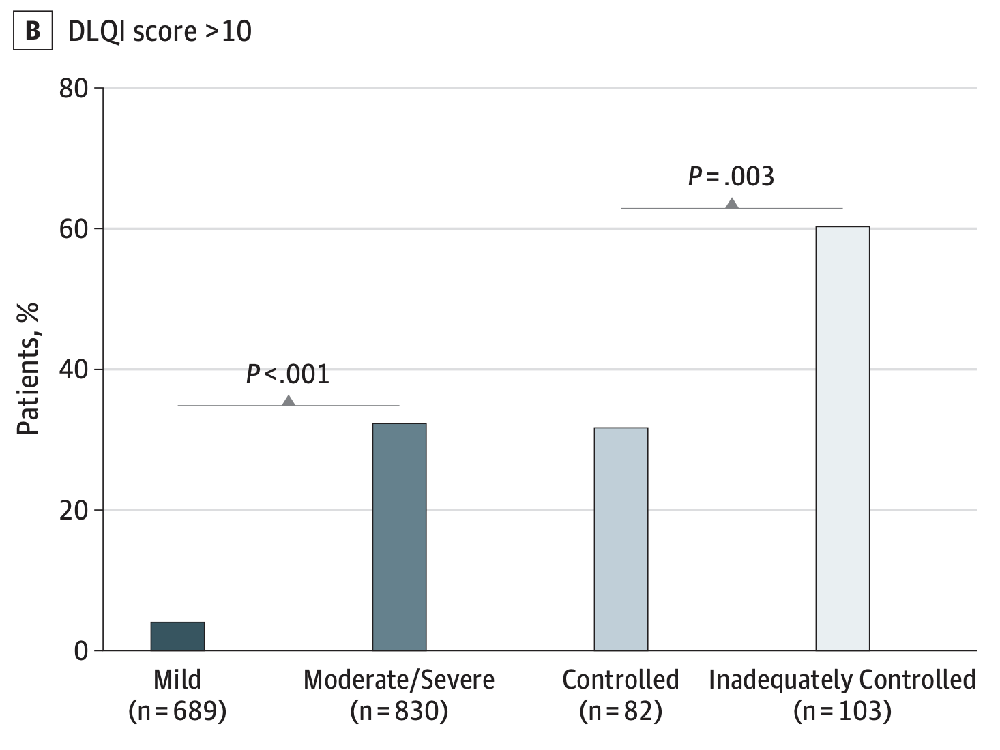 B DLQI score >10
80
60
40
20
0
Patients, %
P<.001
P=.003
Mild
(n=689)
Moderate/Severe
(n=830)
Controlled
(n=82)
Inadequately Controlled
(n=103)